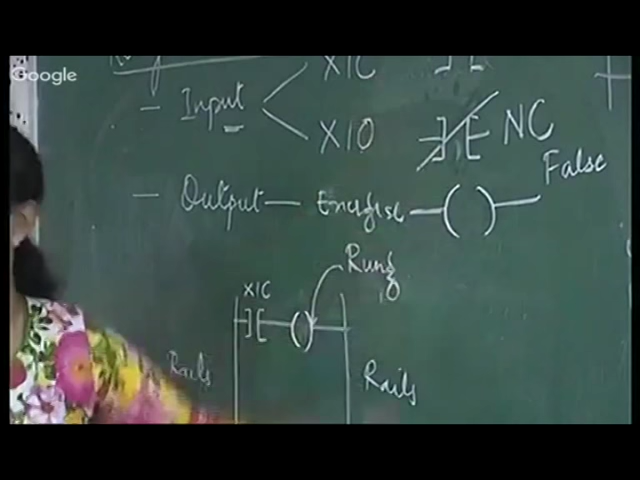 Google
XIC
- Input
XIO NC
False
- Output - Energise -( )-
Rung
XIC
Rails
Rails